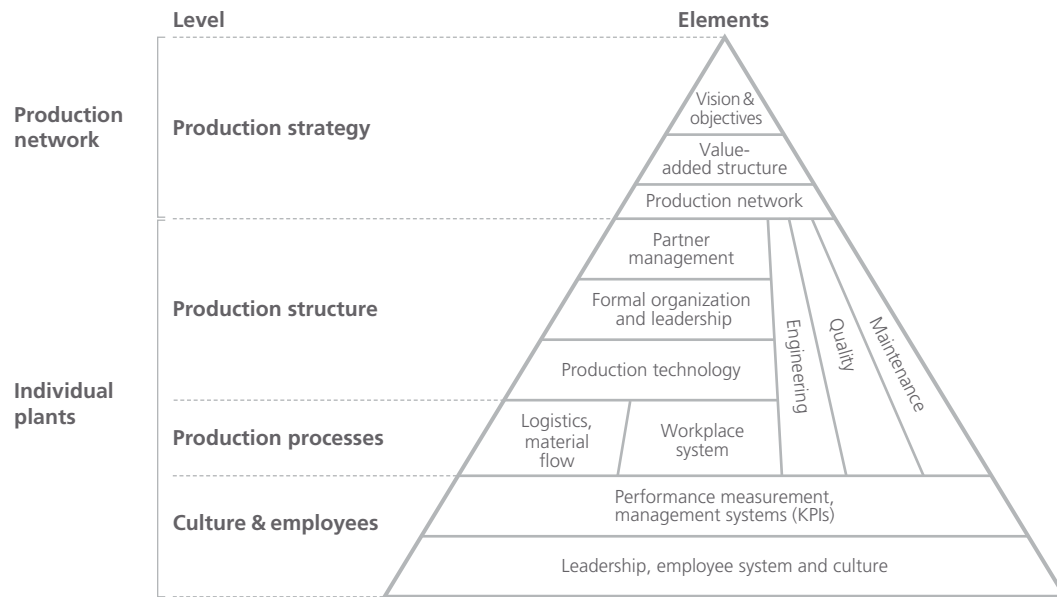 Level
Elements
Production
network
Production strategy
Vision &
objectives
Value-
added structure
Production network
Individual
plants
Production structure
Partner
management
Formal organization
and leadership
Production technology
Engineering
Quality
Maintenance
Production processes
Logistics,
material
flow
Workplace
system
Culture & employees
Performance measurement,
management systems (KPIs)
Leadership, employee system and culture